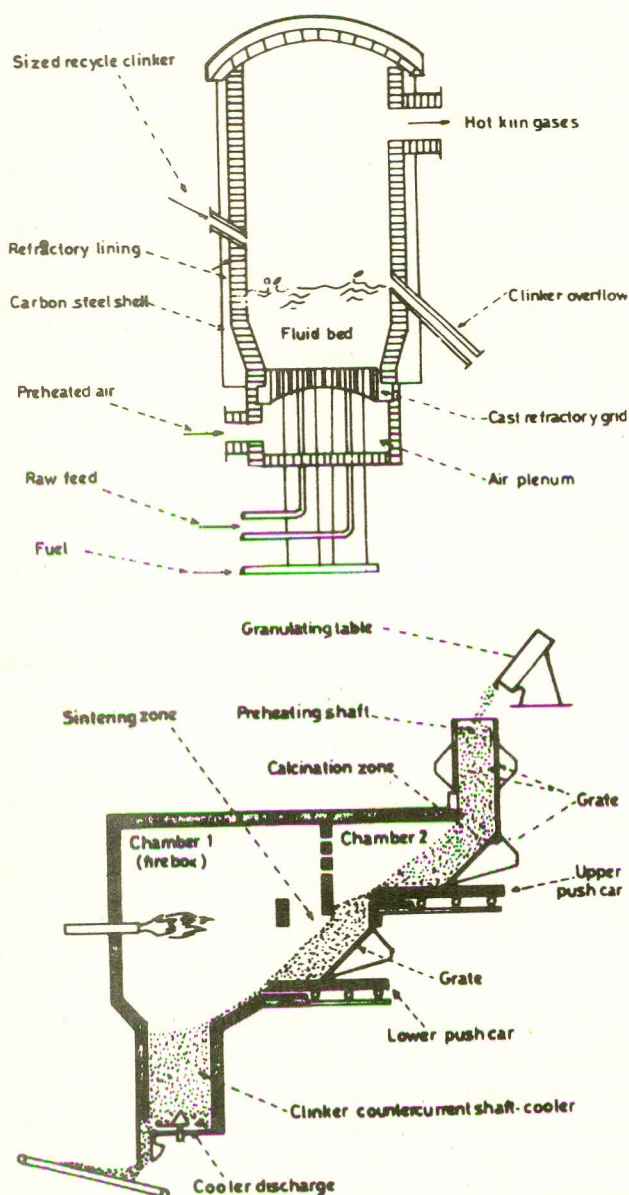 Sized recycle clinker
Hot kiln gases
Refractory lining
Carbon steel shell
Clinker overflow
Fluid bed
Preheated air
Cast refractory grid
Air plenum
Raw feed
Fuel
Granulating table
Sintering zone
Preheating shaft
Calcination zone
Grate
Chamber 1
(firebox)
Chamber 2
Upper
push car
Grate
Lower push car
Clinker countercurrent shaft-cooler
Cooler discharge